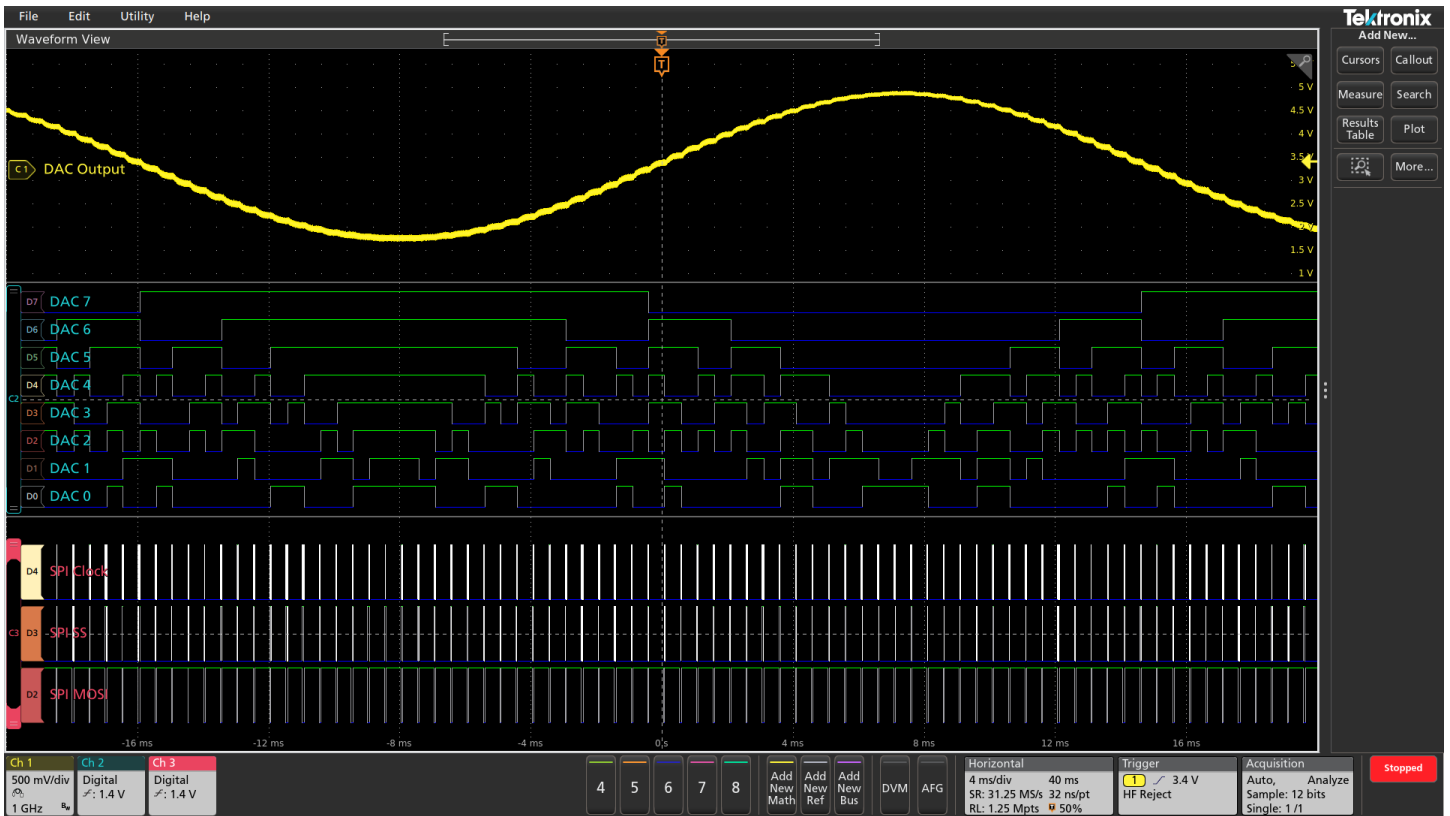 File Edit Utility Help
Tektronix
Waveform View
Add New...
T
T
Cursors Callout
Measure Search
Results Table Plot
More...
5 V
4.5 V
4 V
3.5 V
3 V
2.5 V
2 V
1.5 V
1 V
C 1 DAC Output
D7 DAC 7
D6 DAC 6
D5 DAC 5
D4 DAC 4
C2
D3 DAC 3
D2 DAC 2
D1 DAC 1
D0 DAC 0
D4 SPI Clock
C3 D3 SPI SS
D2 SPI MOSI
-16 ms -12 ms -8 ms -4 ms 0 s 4 ms 8 ms 12 ms 16 ms
Ch 1
500 mV/div
1 GHz Bw
Ch 2
Digital
: 1.4 V
Ch 3
Digital
: 1.4 V
4 5 6 7 8
Add New Math
Add New Ref
Add New Bus
DVM AFG
Horizontal
4 ms/div 40 ms
SR: 31.25 MS/s 32 ns/pt
RL: 1.25 Mpts 50%
Trigger
1 3.4 V
HF Reject
Acquisition
Auto, Analyze
Sample: 12 bits
Single: 1 /1
Stopped